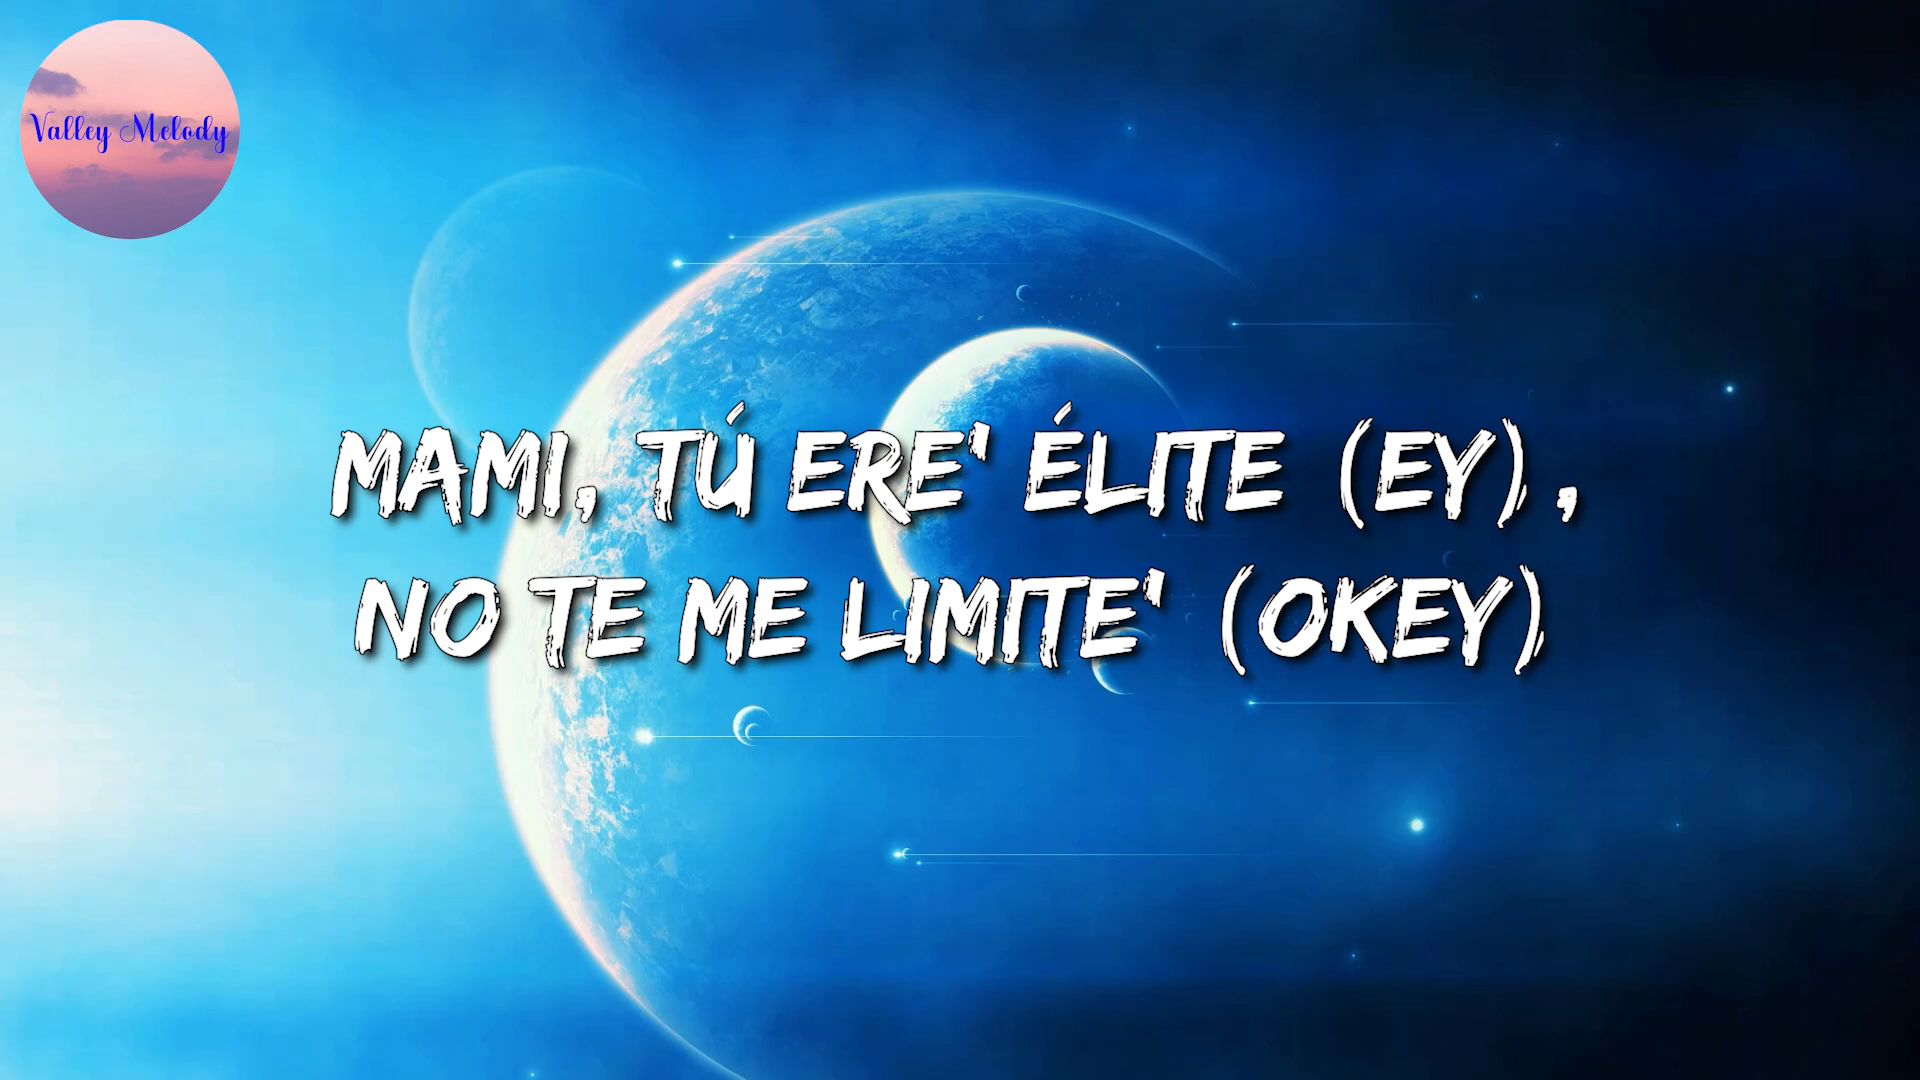 Valley Melody
MAMI, TÚ ERE' ÉLITE (EY) ,
NO TE ME LIMITE' (OKEY)